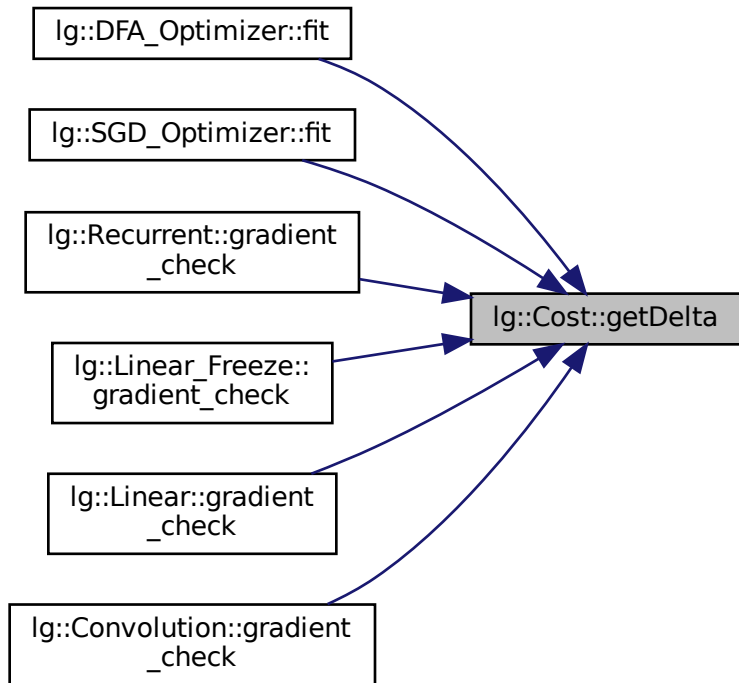 lg::DFA_Optimizer::fit
lg::SGD_Optimizer::fit
lg::Recurrent::gradient
_check
lg::Cost::getDelta
lg::Linear_Freeze::
gradient_check
lg::Linear::gradient
_check
lg::Convolution::gradient
_check